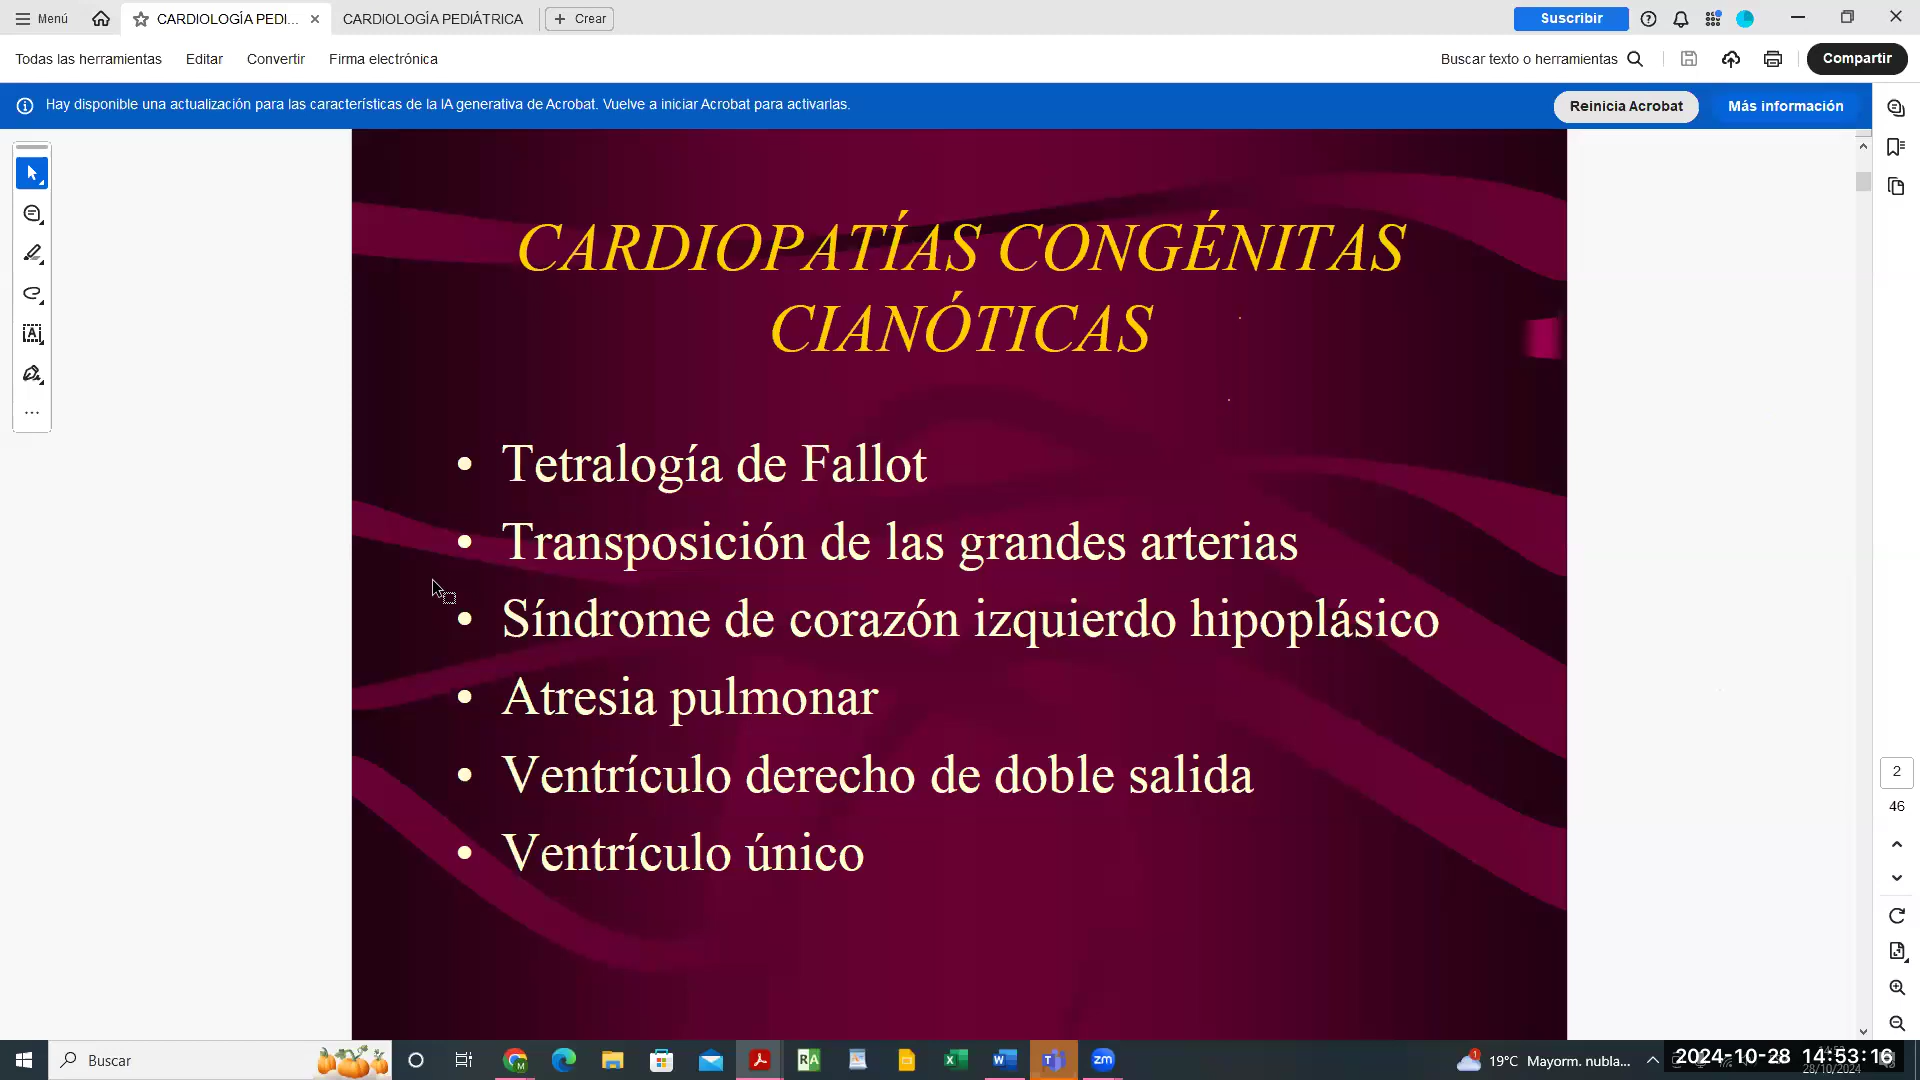 Menú
CARDIOLOGÍA PEDI...
CARDIOLOGÍA PEDIÁTRICA
Crear
Suscribir
Todas las herramientas
Editar
Convertir
Firma electrónica
Buscar texto o herramientas
Compartir
Hay disponible una actualización para las características de la IA generativa de Acrobat. Vuelve a iniciar Acrobat para activarlas.
Reinicia Acrobat
Más información
CARDIOPATÍAS CONGÉNITAS
CIANÓTICAS
• Tetralogía de Fallot
• Transposición de las grandes arterias
• Síndrome de corazón izquierdo hipoplásico
• Atresia pulmonar
• Ventrículo derecho de doble salida
• Ventrículo único
2
46
Buscar
19°C Mayorm. nubla...
2024-10-28 14:53:16
28/10/2024